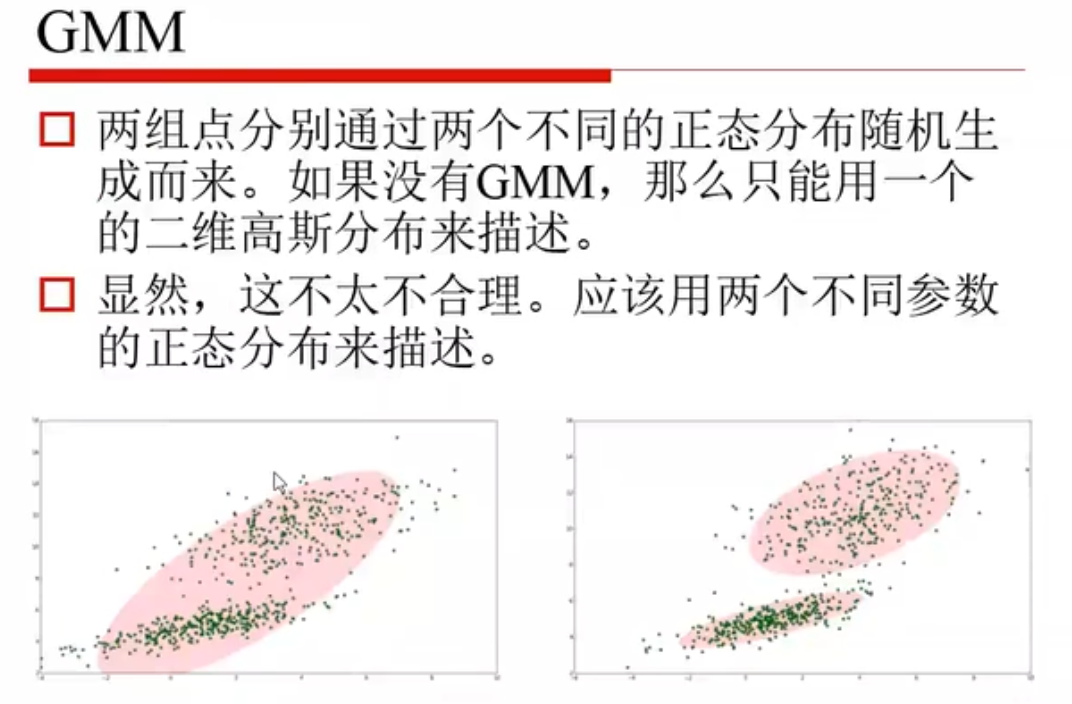 GMM
两组点分别通过两个不同的正态分布随机生
成而来。如果没有GMM，那么只能用一个
的二维高斯分布来描述。
显然，这不太不合理。应该用两个不同参数
的正态分布来描述。